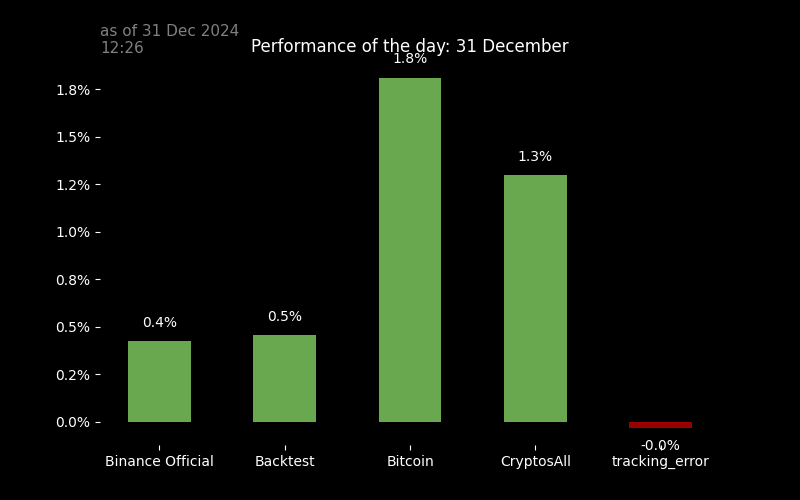 as of 31 Dec 2024
12:26
Performance of the day: 31 December
1.8%
1.8%
1.5%
1.3%
1.2%
1.0%
0.8%
0.5%
0.5%
0.4%
0.2%
0.0%
-0.0%
Binance Official
Backtest
Bitcoin
CryptosAll
tracking_error